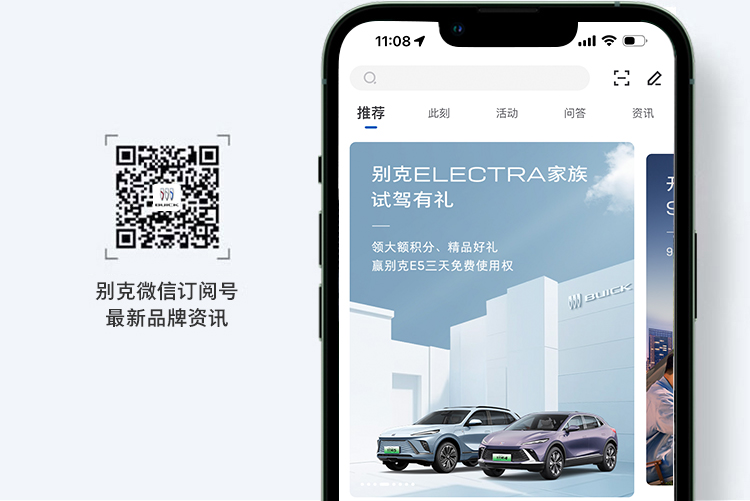 BUICK
别克微信订阅号
最新品牌资讯
11:08
推荐
此刻
活动
问答
资讯
别克ELECTRA家族
试驾有礼
领大额积分、精品好礼
赢别克E5三天免费使用权
BUICK
S
9